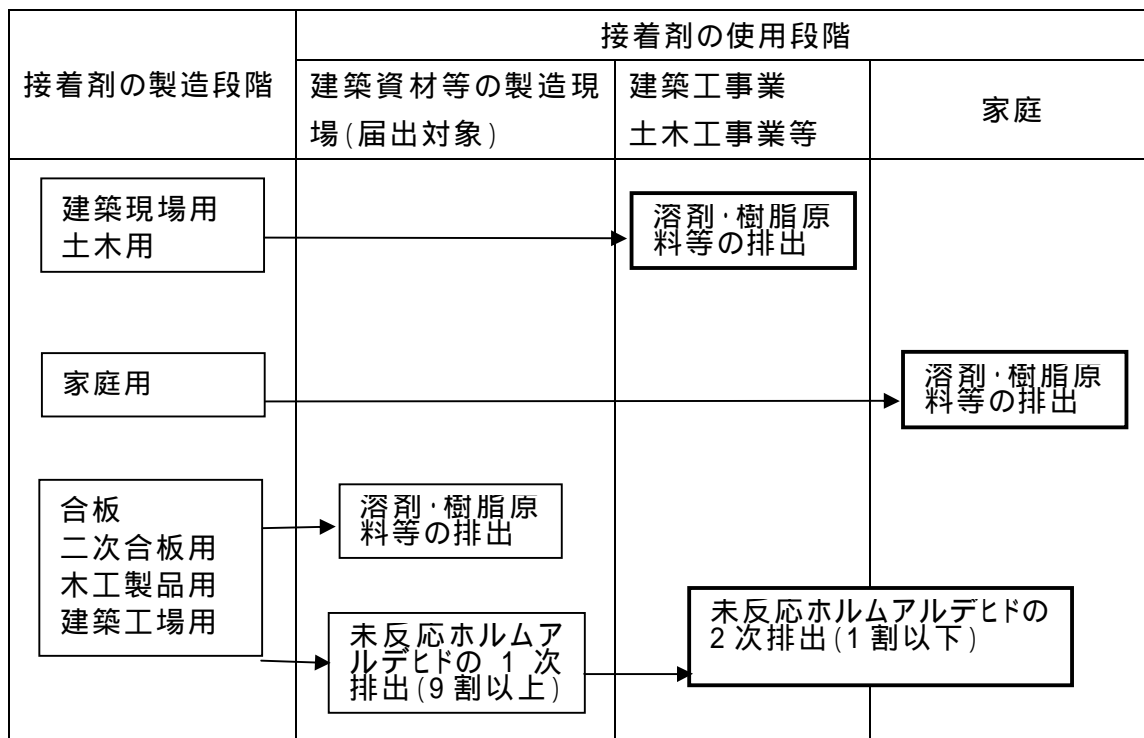 接着剤の製造段階
接着剤の使用段階
建築資材等の製造現
場(届出対象)
建築工事業
土木工事業等
家庭
建築現場用
土木用
溶剤・樹脂原
料等の排出
家庭用
溶剤・樹脂原
料等の排出
合板
二次合板用
木工製品用
建築工場用
溶剤・樹脂原
料等の排出
未反応ホルムア
ルデヒドの 1 次
排出(9割以上)
未反応ホルムアルデヒドの
2次排出(1割以下)